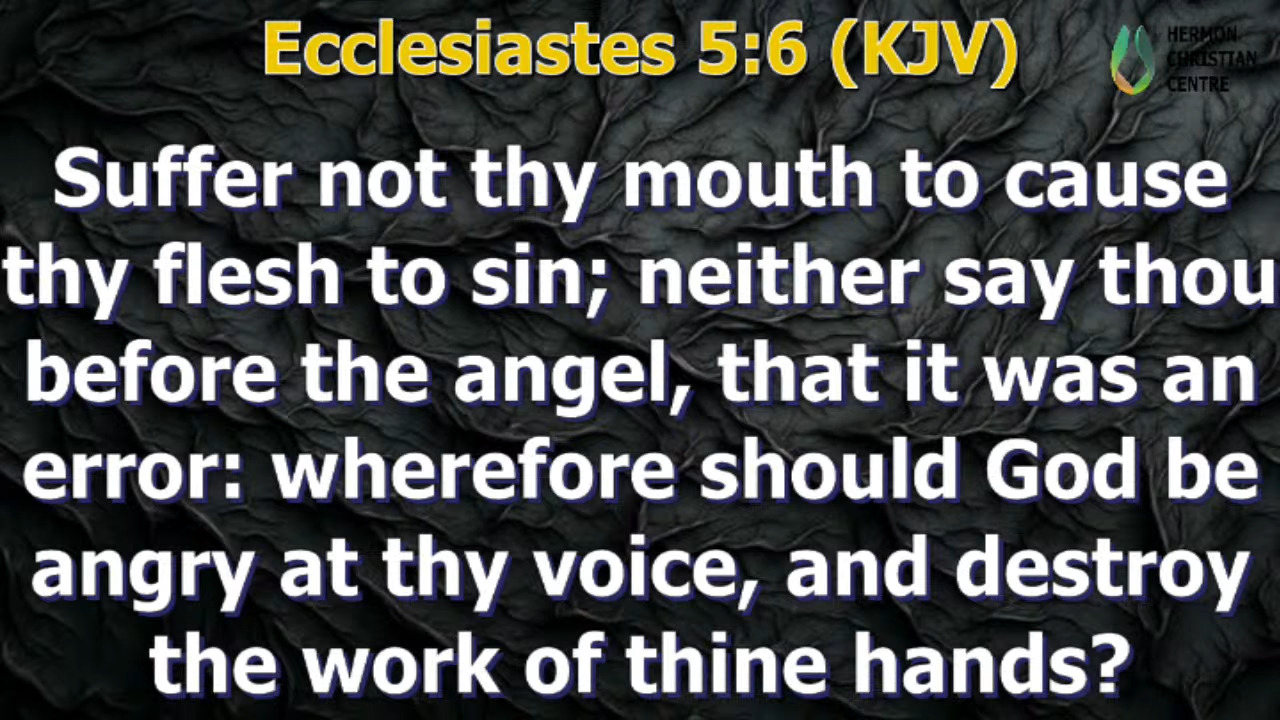 Ecclesiastes 5:6 (KJV)
HERMON
CHRISTIAN
CENTRE
Suffer not thy mouth to cause
thy flesh to sin; neither say thou
before the angel, that it was an
error: wherefore should God be
angry at thy voice, and destroy
the work of thine hands?